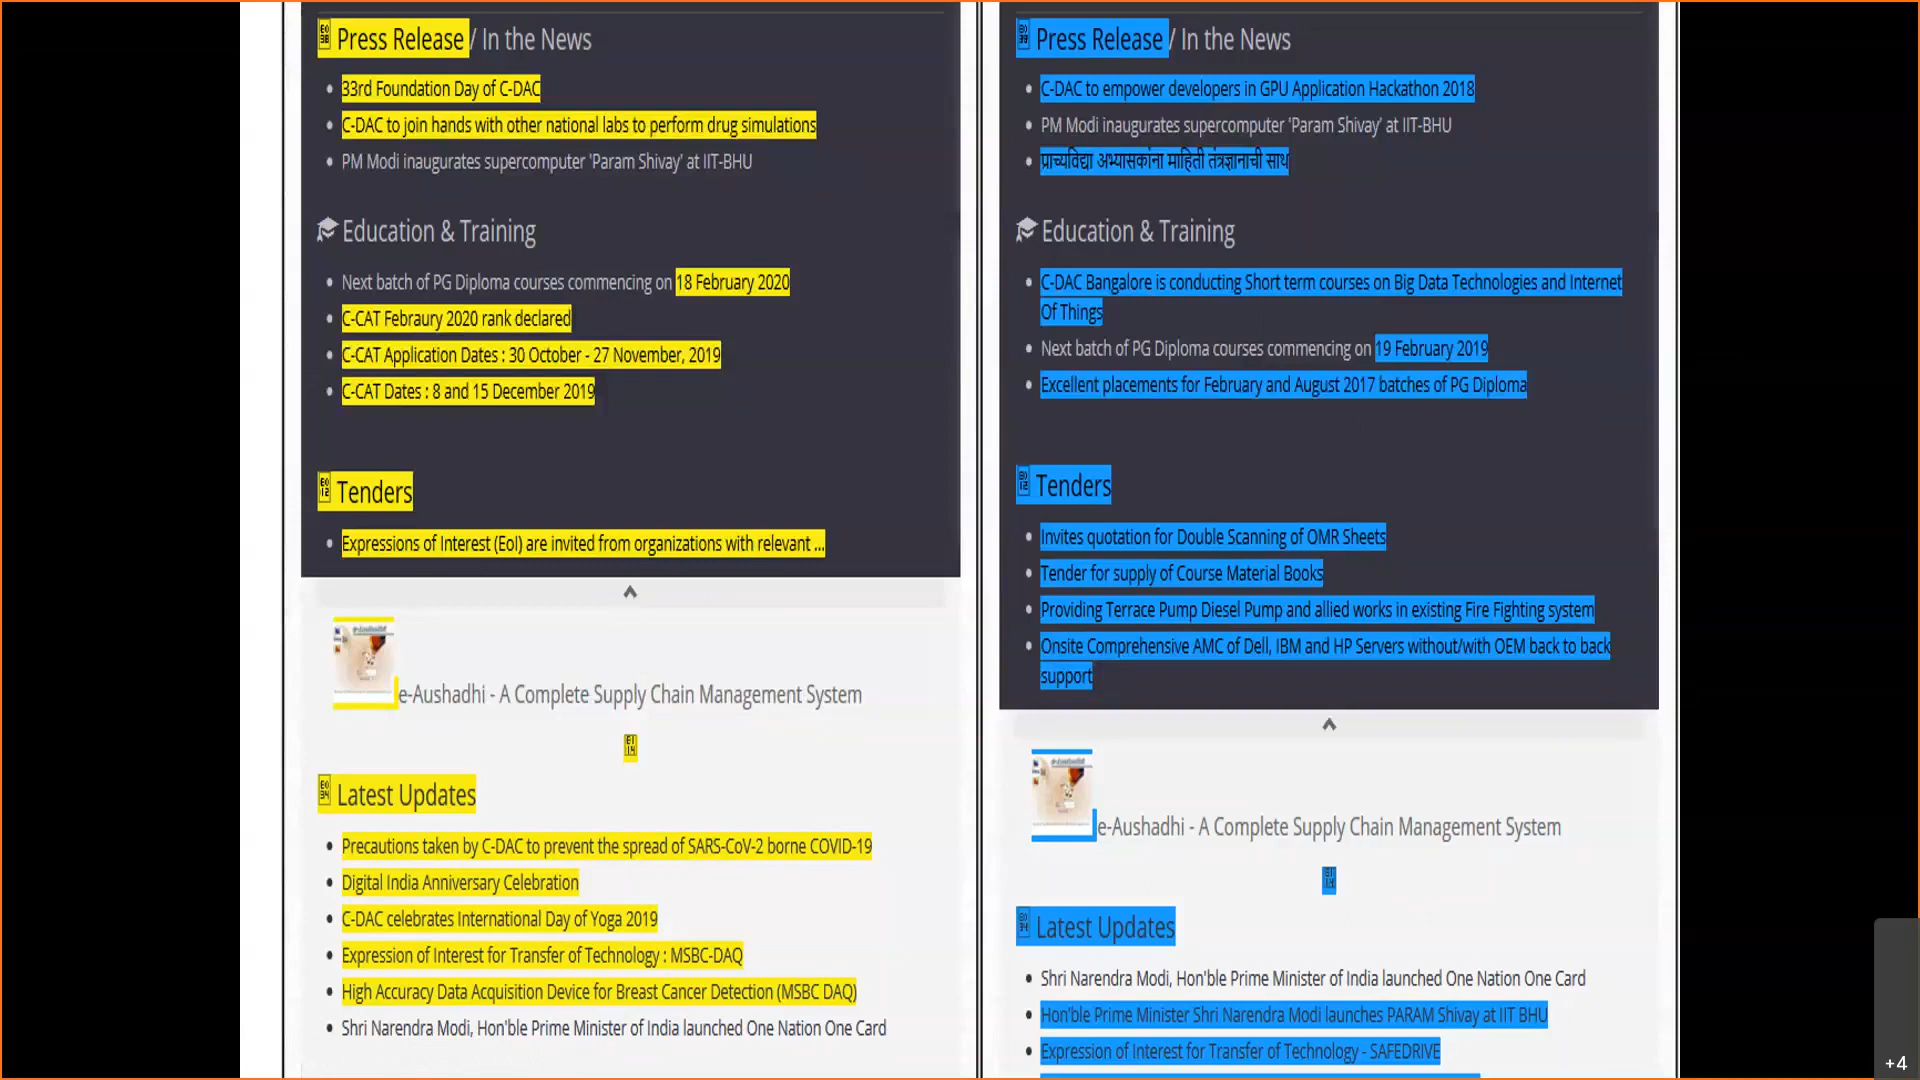 Press Release / In the News
33rd Foundation Day of C-DAC
C-DAC to join hands with other national labs to perform drug simulations
PM Modi inaugurates supercomputer 'Param Shivay' at IIT-BHU
Education & Training
Next batch of PG Diploma courses commencing on 18 February 2020
C-CAT Febraury 2020 rank declared
C-CAT Application Dates : 30 October - 27 November, 2019
C-CAT Dates : 8 and 15 December 2019
Tenders
Expressions of Interest (EoI) are invited from organizations with relevant ...
e-Aushadhi - A Complete Supply Chain Management System
Latest Updates
Precautions taken by C-DAC to prevent the spread of SARS-CoV-2 borne COVID-19
Digital India Anniversary Celebration
C-DAC celebrates International Day of Yoga 2019
Expression of Interest for Transfer of Technology : MSBC-DAQ
High Accuracy Data Acquisition Device for Breast Cancer Detection (MSBC DAQ)
Shri Narendra Modi, Hon'ble Prime Minister of India launched One Nation One Card
Press Release / In the News
C-DAC to empower developers in GPU Application Hackathon 2018
PM Modi inaugurates supercomputer 'Param Shivay' at IIT-BHU
प्राच्यविद्या अभ्यासकांना माहिती तंत्रज्ञानाची साथ
Education & Training
C-DAC Bangalore is conducting Short term courses on Big Data Technologies and Internet
Of Things
Next batch of PG Diploma courses commencing on 19 February 2019
Excellent placements for February and August 2017 batches of PG Diploma
Tenders
Invites quotation for Double Scanning of OMR Sheets
Tender for supply of Course Material Books
Providing Terrace Pump Diesel Pump and allied works in existing Fire Fighting system
Onsite Comprehensive AMC of Dell, IBM and HP Servers without/with OEM back to back
support
e-Aushadhi - A Complete Supply Chain Management System
Latest Updates
Shri Narendra Modi, Hon'ble Prime Minister of India launched One Nation One Card
Hon'ble Prime Minister Shri Narendra Modi launches PARAM Shivay at IIT BHU
Expression of Interest for Transfer of Technology - SAFEDRIVE
+4